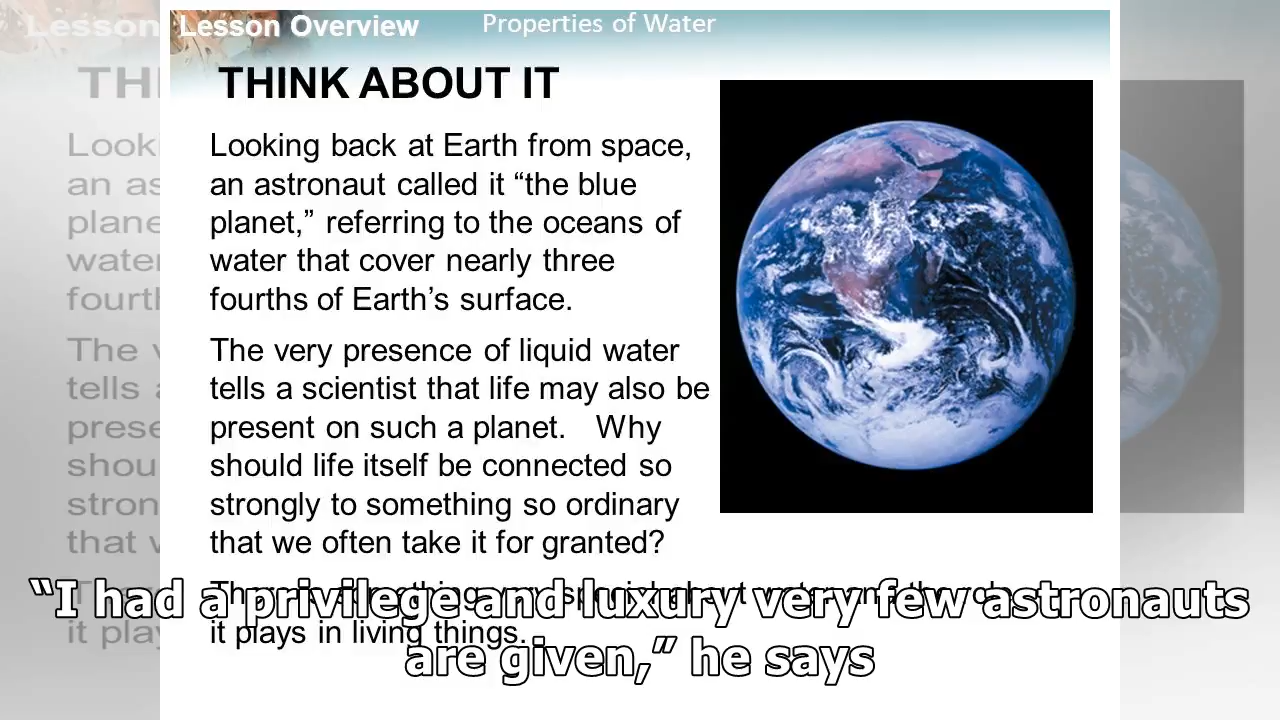 Lesson Overview
Properties of Water
THINK ABOUT IT
Looking back at Earth from space,
an astronaut called it “the blue
planet,” referring to the oceans of
water that cover nearly three
fourths of Earth’s surface.
The very presence of liquid water
tells a scientist that life may also be
present on such a planet. Why
should life itself be connected so
strongly to something so ordinary
that we often take it for granted?
it plays in living things.
“I had a privilege and luxury very few astronauts
are given,” he says